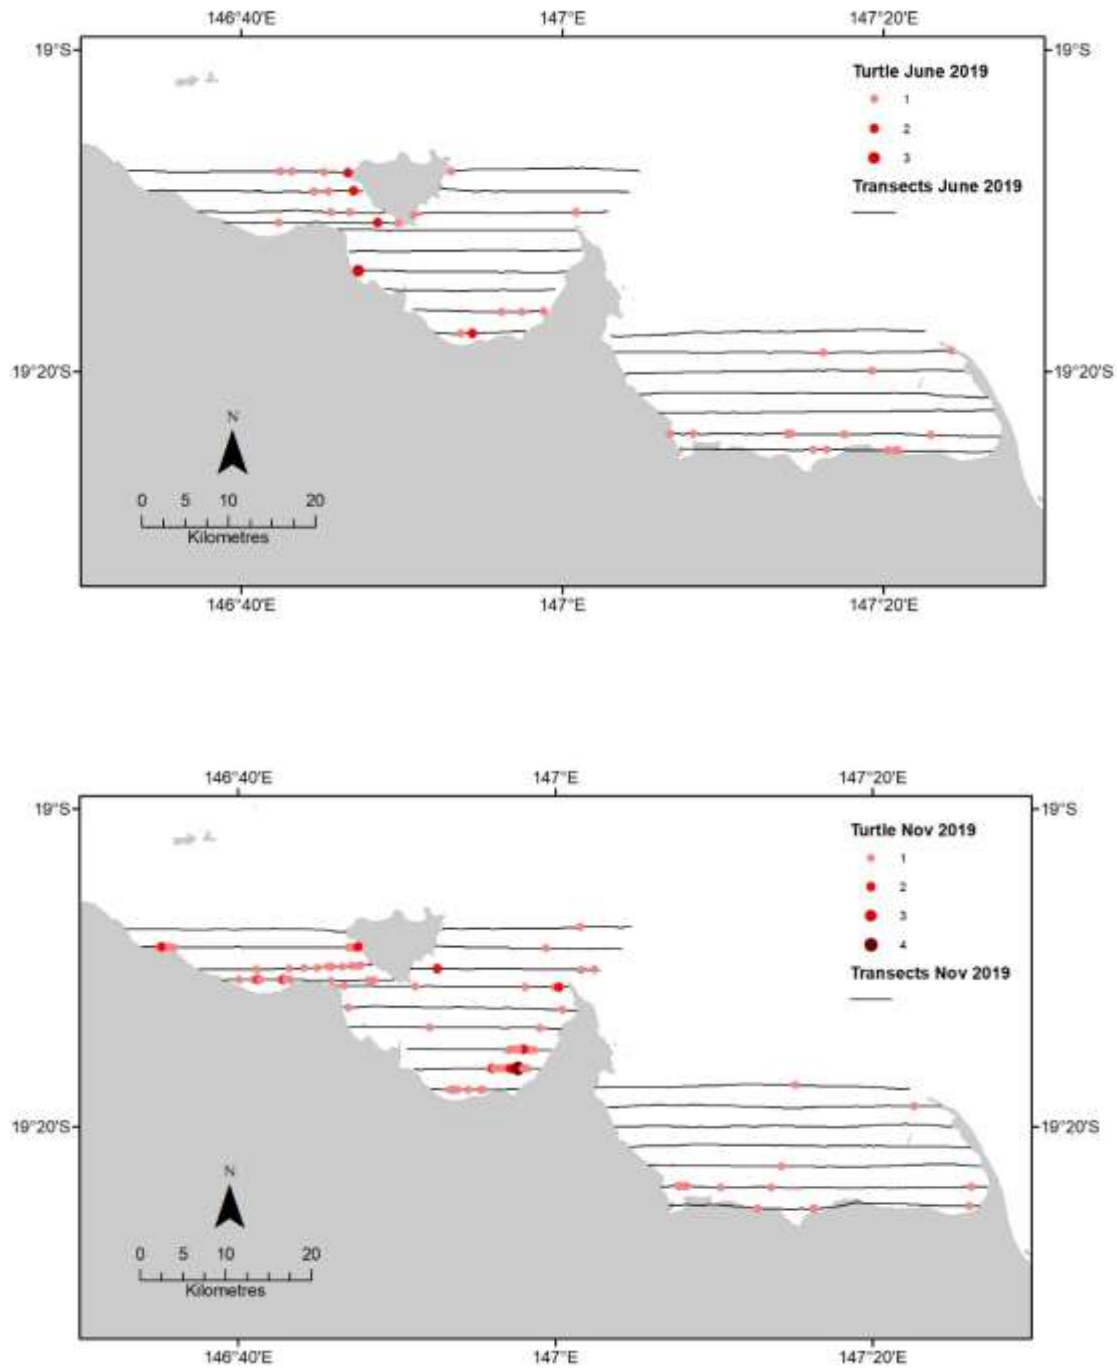 146°40'E 147°E 147°20'E
19°S 19°S
Turtle June 2019
1
2
3
Transects June 2019
19°20'S 19°20'S
N
0 5 10 20
Kilometres
146°40'E 147°E 147°20'E
146°40'E 147°E 147°20'E
19°S 19°S
Turtle Nov 2019
1
2
3
4
Transects Nov 2019
19°20'S 19°20'S
N
0 5 10 20
Kilometres
146°40'E 147°E 147°20'E